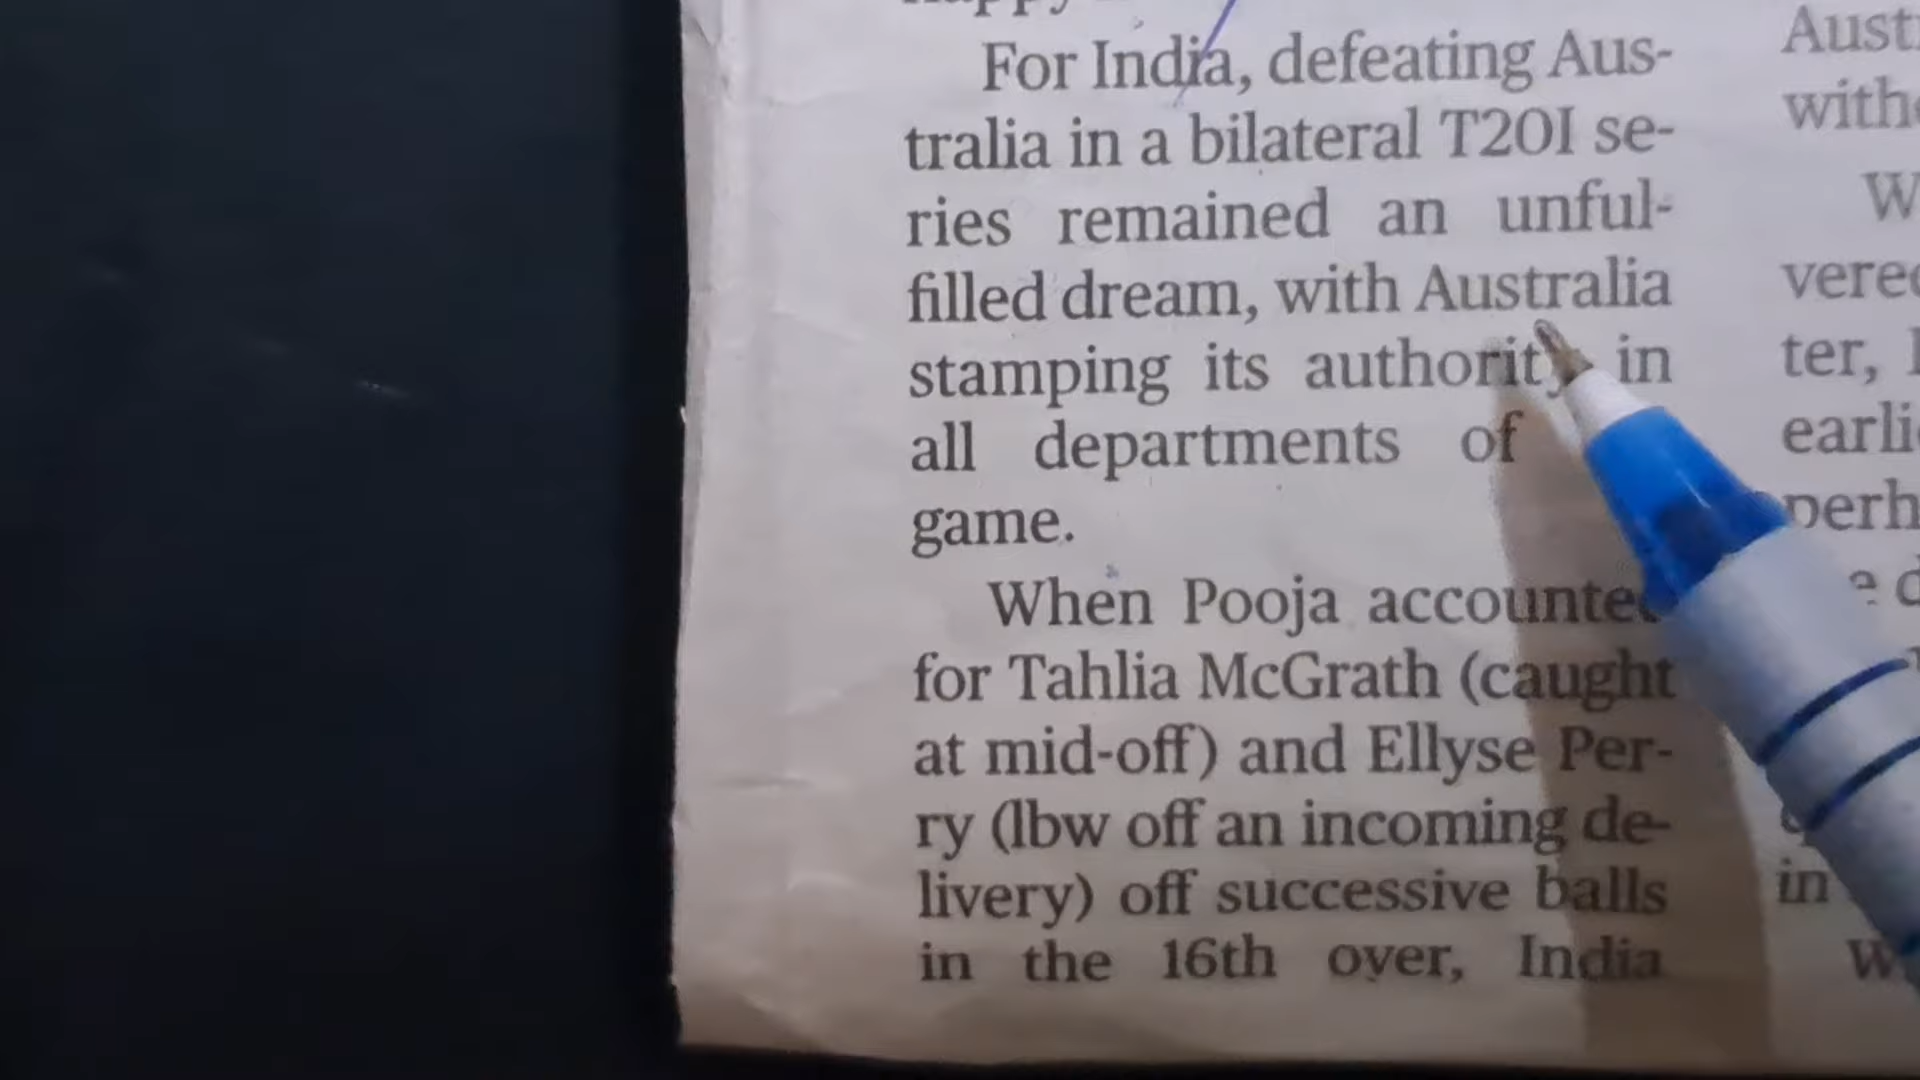 For India, defeating Aus-
tralia in a bilateral T20I se-
ries remained an unful-
filled dream, with Australia
stamping its authority in
all departments of
game.
When Pooja accounted
for Tahlia McGrath (caught
at mid-off) and Ellyse Per-
ry (lbw off an incoming de-
livery) off successive balls
in the 16th over, India
ter,
in